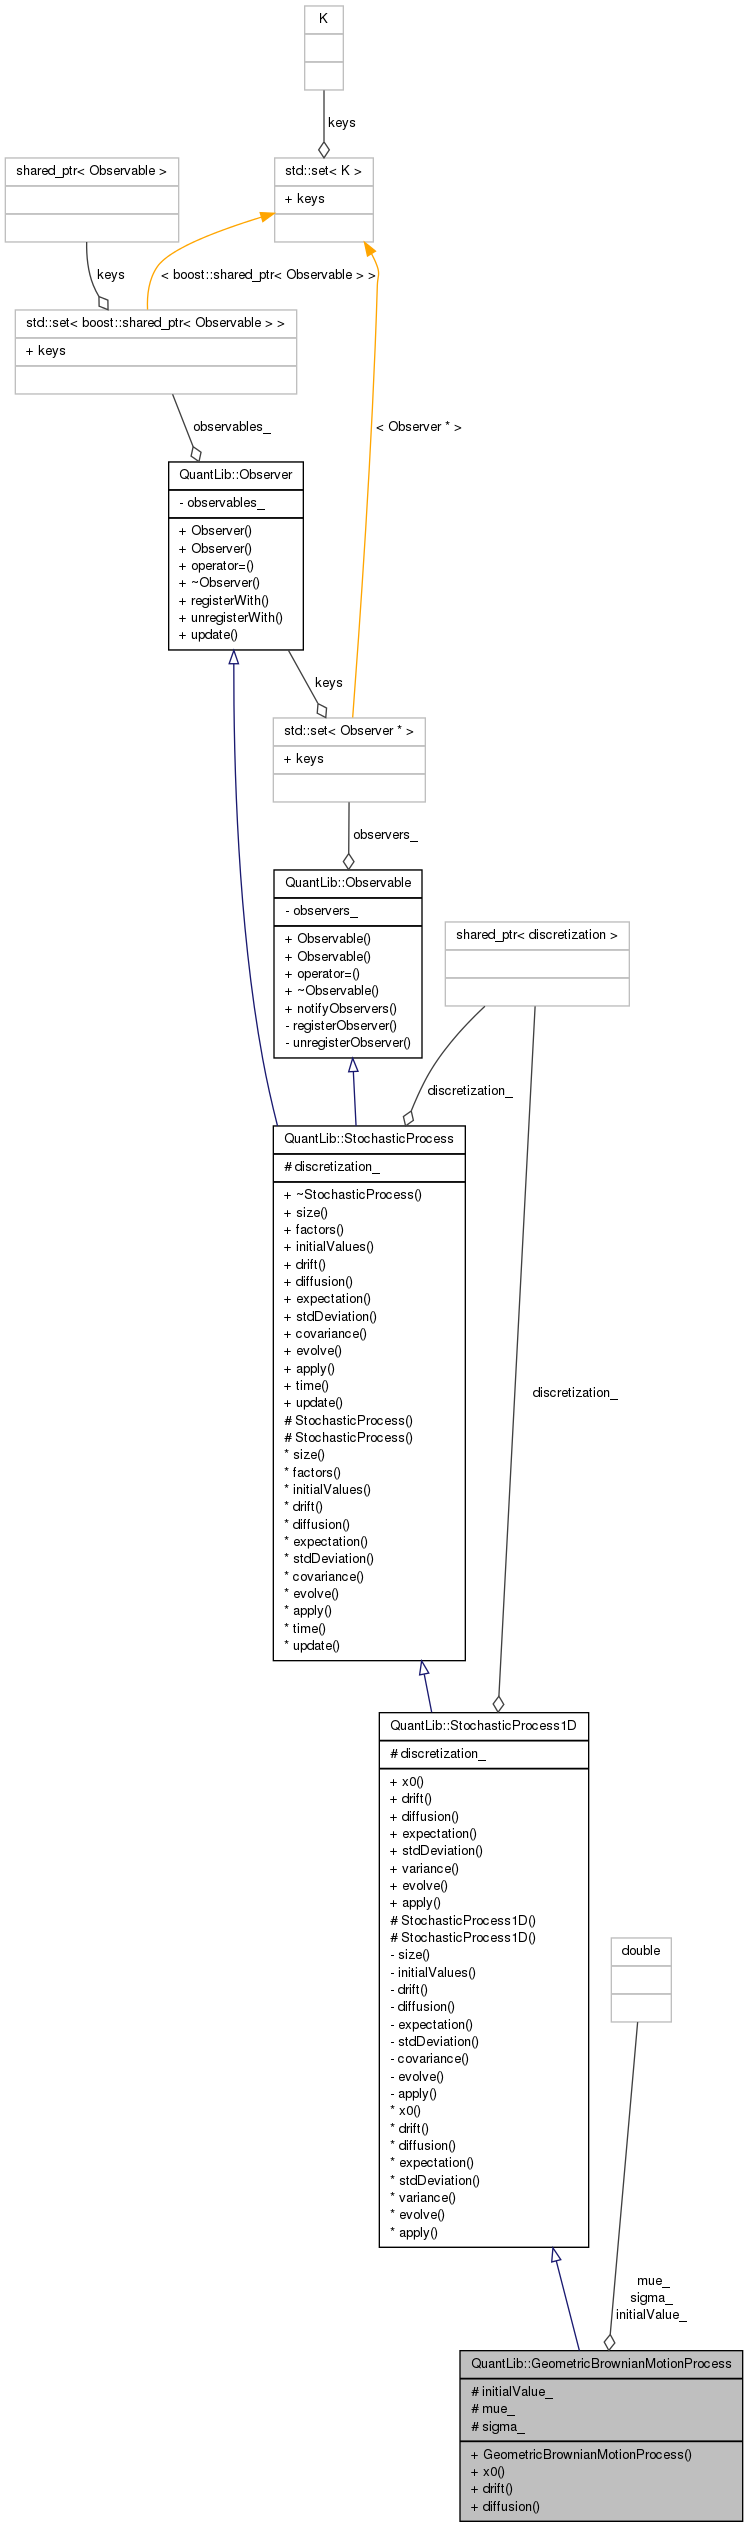 K
keys
shared_ptr< Observable >
std::set< K >
+ keys
keys
< boost::shared_ptr< Observable > >
std::set< boost::shared_ptr< Observable > >
+ keys
observables_
< Observer * >
QuantLib::Observer
- observables_
+ Observer()
+ Observer()
+ operator=()
+ ~Observer()
+ registerWith()
+ unregisterWith()
+ update()
keys
std::set< Observer * >
+ keys
observers_
QuantLib::Observable
- observers_
+ Observable()
+ Observable()
+ operator=()
+ ~Observable()
+ notifyObservers()
- registerObserver()
- unregisterObserver()
shared_ptr< discretization >
discretization_
QuantLib::StochasticProcess
# discretization_
+ ~StochasticProcess()
+ size()
+ factors()
+ initialValues()
+ drift()
+ diffusion()
+ expectation()
+ stdDeviation()
+ covariance()
+ evolve()
+ apply()
+ time()
+ update()
# StochasticProcess()
# StochasticProcess()
* size()
* factors()
* initialValues()
* drift()
* diffusion()
* expectation()
* stdDeviation()
* covariance()
* evolve()
* apply()
* time()
* update()
discretization_
QuantLib::StochasticProcess1D
# discretization_
+ x0()
+ drift()
+ diffusion()
+ expectation()
+ stdDeviation()
+ variance()
+ evolve()
+ apply()
# StochasticProcess1D()
# StochasticProcess1D()
- size()
- initialValues()
- drift()
- diffusion()
- expectation()
- stdDeviation()
- covariance()
- evolve()
- apply()
* x0()
* drift()
* diffusion()
* expectation()
* stdDeviation()
* variance()
* evolve()
* apply()
double
mue_
sigma_
initialValue_
QuantLib::GeometricBrownianMotionProcess
# initialValue_
# mue_
# sigma_
+ GeometricBrownianMotionProcess()
+ x0()
+ drift()
+ diffusion()